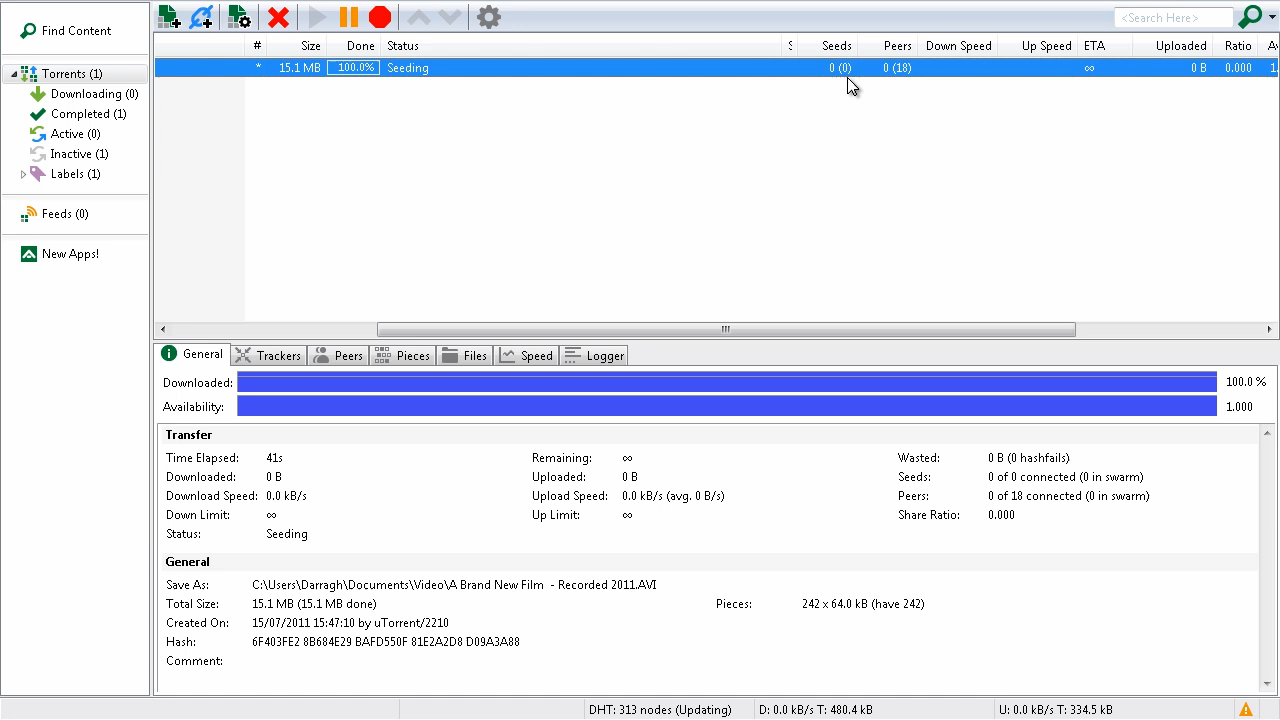 Find Content
Torrents (1)
Downloading (0)
Completed (1)
Active (0)
Inactive (1)
Labels (1)
Feeds (0)
New Apps!
<Search Here>
# Size Done Status S Seeds Peers Down Speed Up Speed ETA Uploaded Ratio A
* 15.1 MB 100.0% Seeding 0 (0) 0 (18) ∞ 0 B 0.000 1.
General Trackers Peers Pieces Files Speed Logger
Downloaded: 100.0 %
Availability: 1.000
Transfer
Time Elapsed: 41s Remaining: ∞ Wasted: 0 B (0 hashfails)
Downloaded: 0 B Uploaded: 0 B Seeds: 0 of 0 connected (0 in swarm)
Download Speed: 0.0 kB/s Upload Speed: 0.0 kB/s (avg. 0 B/s) Peers: 0 of 18 connected (0 in swarm)
Down Limit: ∞ Up Limit: ∞ Share Ratio: 0.000
Status: Seeding
General
Save As: C:\Users\Darragh\Documents\Video\A Brand New Film  - Recorded 2011.AVI
Total Size: 15.1 MB (15.1 MB done) Pieces: 242 x 64.0 kB (have 242)
Created On: 15/07/2011 15:47:10 by uTorrent/2210
Hash: 6F403FE2 8B684E29 BAFD550F 81E2A2D8 D09A3A88
Comment:
DHT: 313 nodes (Updating) D: 0.0 kB/s T: 480.4 kB U: 0.0 kB/s T: 334.5 kB